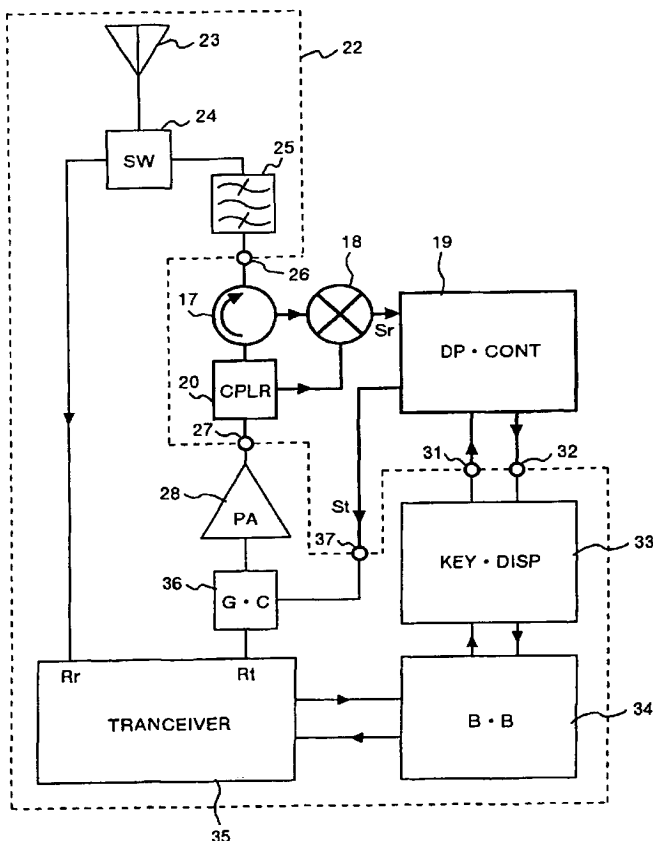 23
22
24
SW
25
26
18
19
17
Sr
DP・CONT
20
CPLR
27
31
32
28
St
PA
37
33
KEY・DISP
36
G・C
Rr
Rt
TRANCEIVER
B・B
34
35